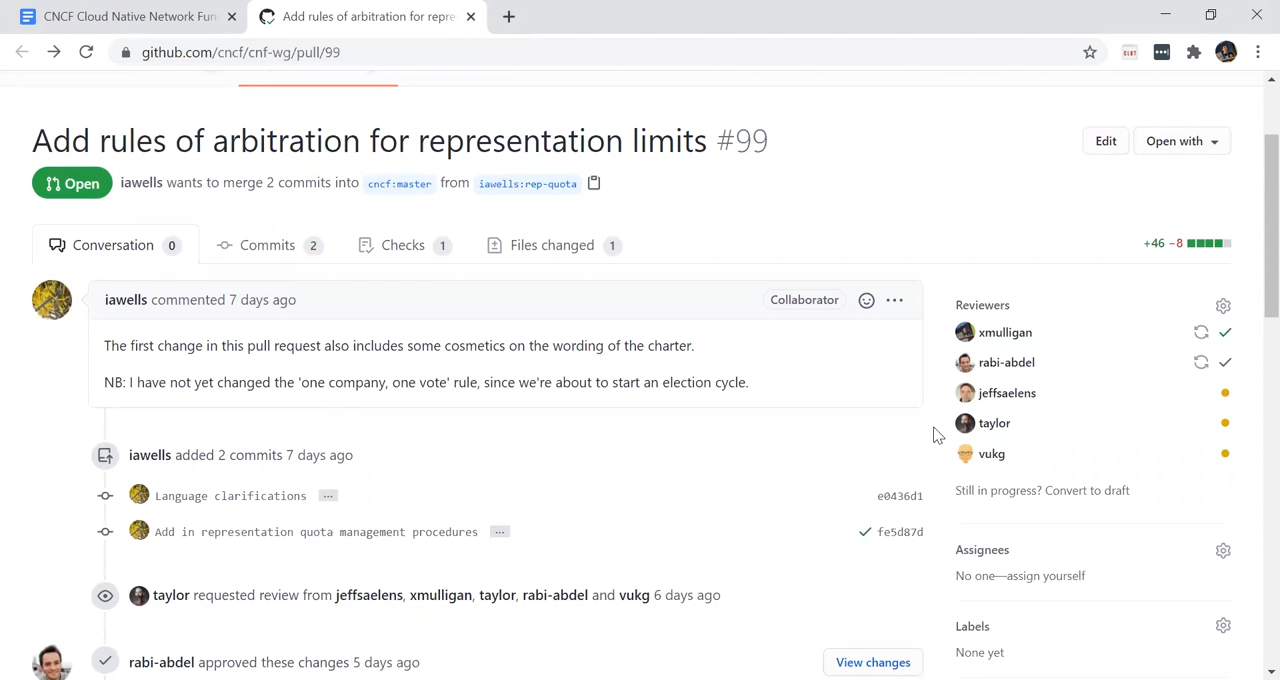 CNCF Cloud Native Network Fun
Add rules of arbitration for repre
github.com/cncf/cnf-wg/pull/99
Add rules of arbitration for representation limits #99
Edit
Open with
Open
iawells wants to merge 2 commits into cncf:master from iawells:rep-quota
Conversation 0
Commits 2
Checks 1
Files changed 1
+46 −8
iawells commented 7 days ago
Collaborator
The first change in this pull request also includes some cosmetics on the wording of the charter.
NB: I have not yet changed the 'one company, one vote' rule, since we're about to start an election cycle.
iawells added 2 commits 7 days ago
Language clarifications ...
e0436d1
Add in representation quota management procedures ...
fe5d87d
taylor requested review from jeffsaelens, xmulligan, taylor, rabi-abdel and vukg 6 days ago
rabi-abdel approved these changes 5 days ago
View changes
Reviewers
xmulligan
rabi-abdel
jeffsaelens
taylor
vukg
Still in progress? Convert to draft
Assignees
No one—assign yourself
Labels
None yet